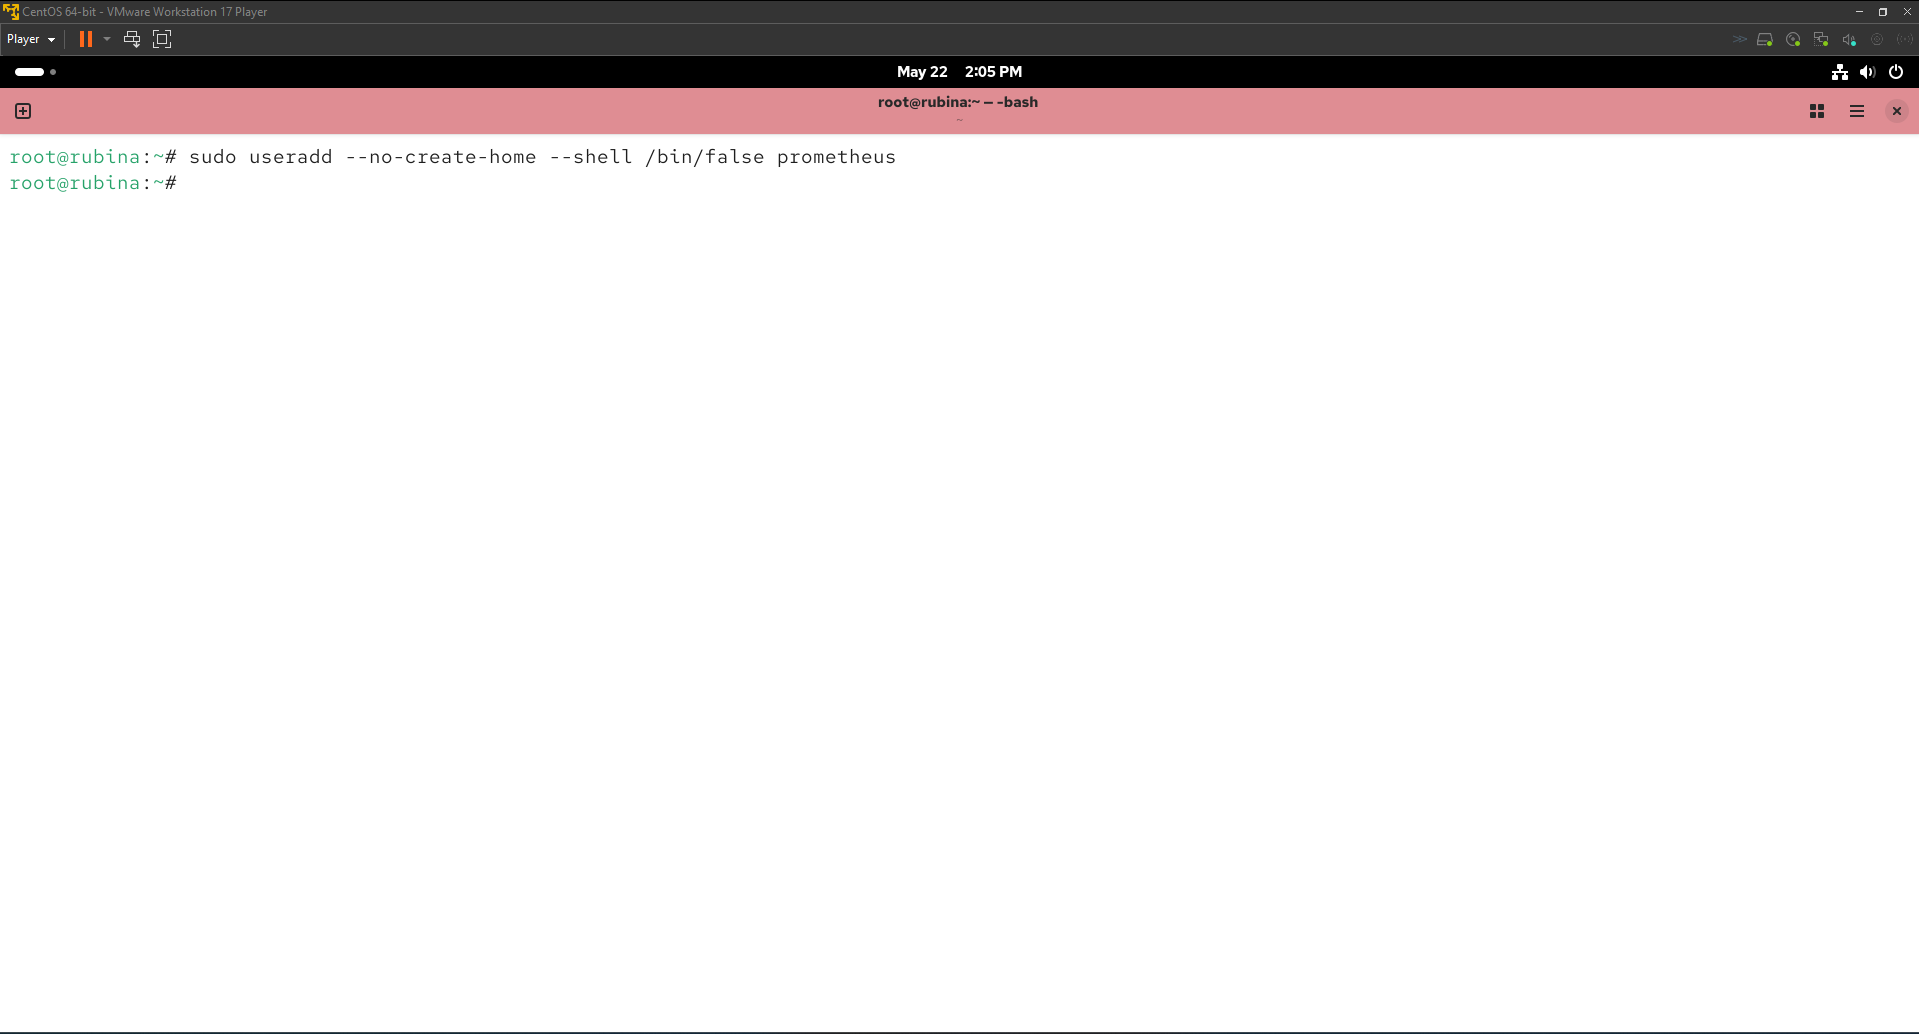 CentOS 64-bit - VMware Workstation 17 Player
Player
May 22 2:05 PM
root@rubina:~ — -bash
~
root@rubina:~# sudo useradd --no-create-home --shell /bin/false prometheus
root@rubina:~#